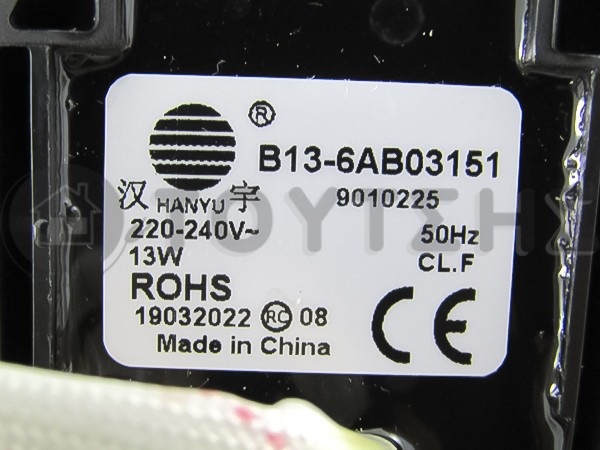 ®
B13-6AB03151
汉 HANYU 宇
9010225
220-240V~ 50Hz
13W CL.F
ROHS
19032022 RC 08
Made in China
CE
ΤΟΥΤΣΗΣ